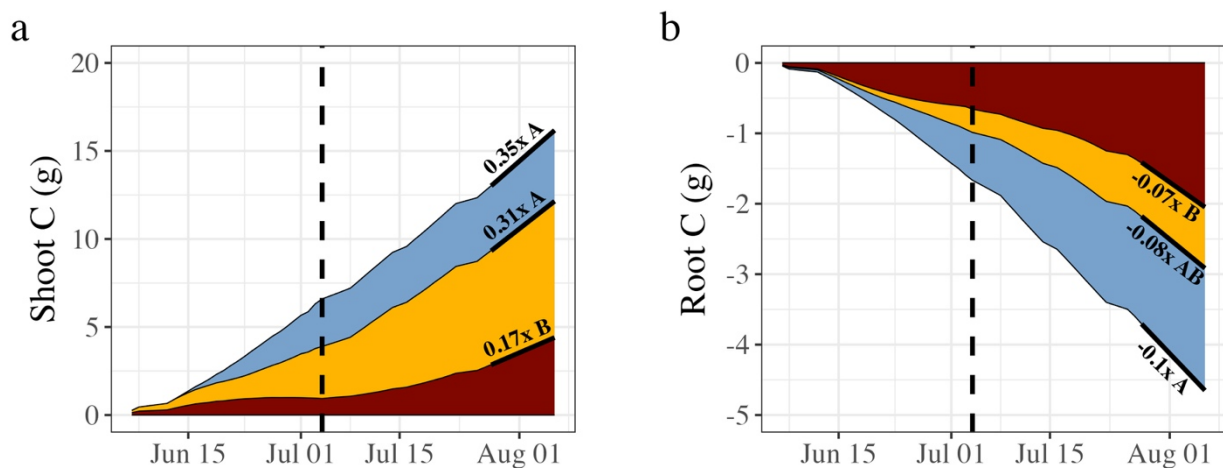 a
Shoot C (g)
20
15
10
5
0
0.35x A
0.31x A
0.17x B
Jun 15 Jul 01 Jul 15 Aug 01
b
Root C (g)
0
-1
-2
-3
-4
-5
-0.07x B
-0.08x AB
-0.1x A
Jun 15 Jul 01 Jul 15 Aug 01